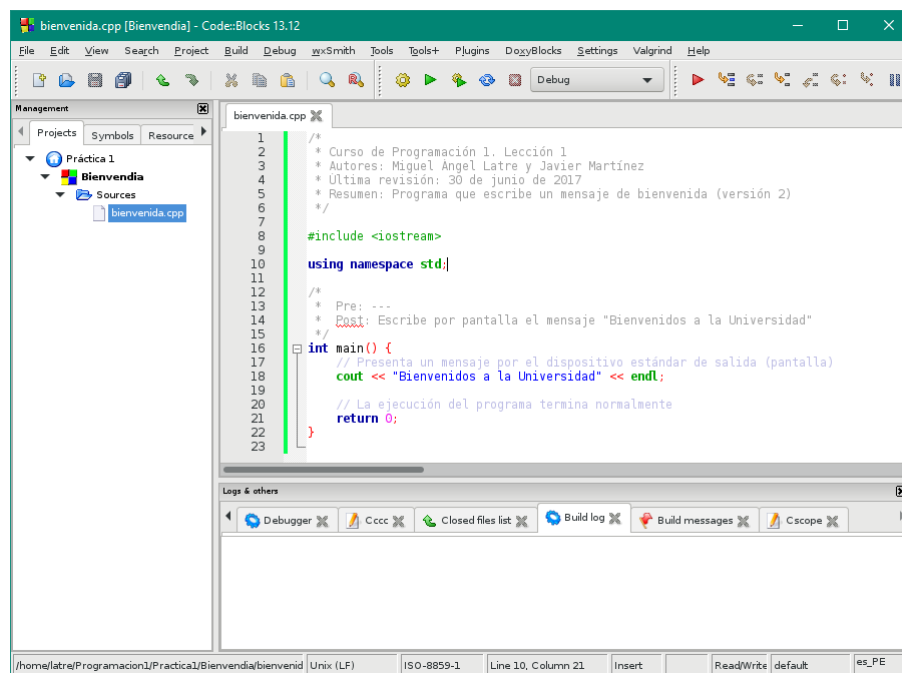 bienvenida.cpp [Bienvendia] - Code::Blocks 13.12
File Edit View Search Project Build Debug wxSmith Tools Tools+ Plugins DoxyBlocks Settings Valgrind Help
Debug
Management
Projects Symbols Resource
Práctica 1
Bienvendia
Sources
bienvenida.cpp
bienvenida.cpp
1 /*
2 * Curso de Programación 1. Lección 1
3 * Autores: Miguel Angel Latre y Javier Martínez
4 * Última revisión: 30 de junio de 2017
5 * Resumen: Programa que escribe un mensaje de bienvenida (versión 2)
6 */
7
8 #include <iostream>
9
10 using namespace std;
11
12 /*
13 * Pre: ---
14 * Post: Escribe por pantalla el mensaje "Bienvenidos a la Universidad"
15 */
16 int main() {
17 // Presenta un mensaje por el dispositivo estándar de salida (pantalla)
18 cout << "Bienvenidos a la Universidad" << endl;
19
20 // La ejecución del programa termina normalmente
21 return 0;
22 }
23
Logs & others
Debugger Cccc Closed files list Build log Build messages Cscope
/home/latre/Programacion1/Practica1/Bienvendia/bienvenid Unix (LF) ISO-8859-1 Line 10, Column 21 Insert Read/Write default es_PE